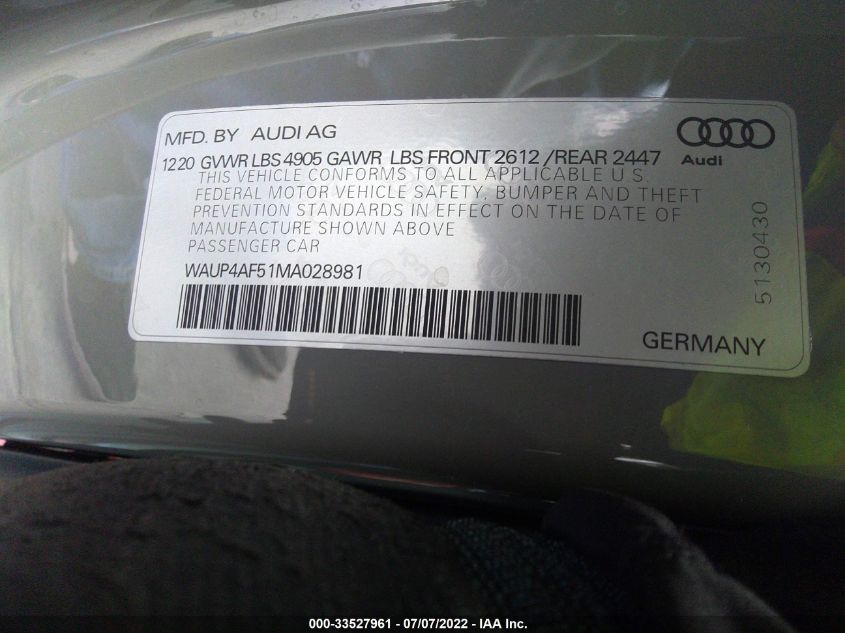 MFD. BY AUDI AG
1220 GVWR LBS 4905 GAWR LBS FRONT 2612 /REAR 2447
Audi
THIS VEHICLE CONFORMS TO ALL APPLICABLE U.S.
FEDERAL MOTOR VEHICLE SAFETY, BUMPER AND THEFT
PREVENTION STANDARDS IN EFFECT ON THE DATE OF
MANUFACTURE SHOWN ABOVE
PASSENGER CAR
WAUP4AF51MA028981
5130430
GERMANY
000-33527961 - 07/07/2022 - IAA Inc.